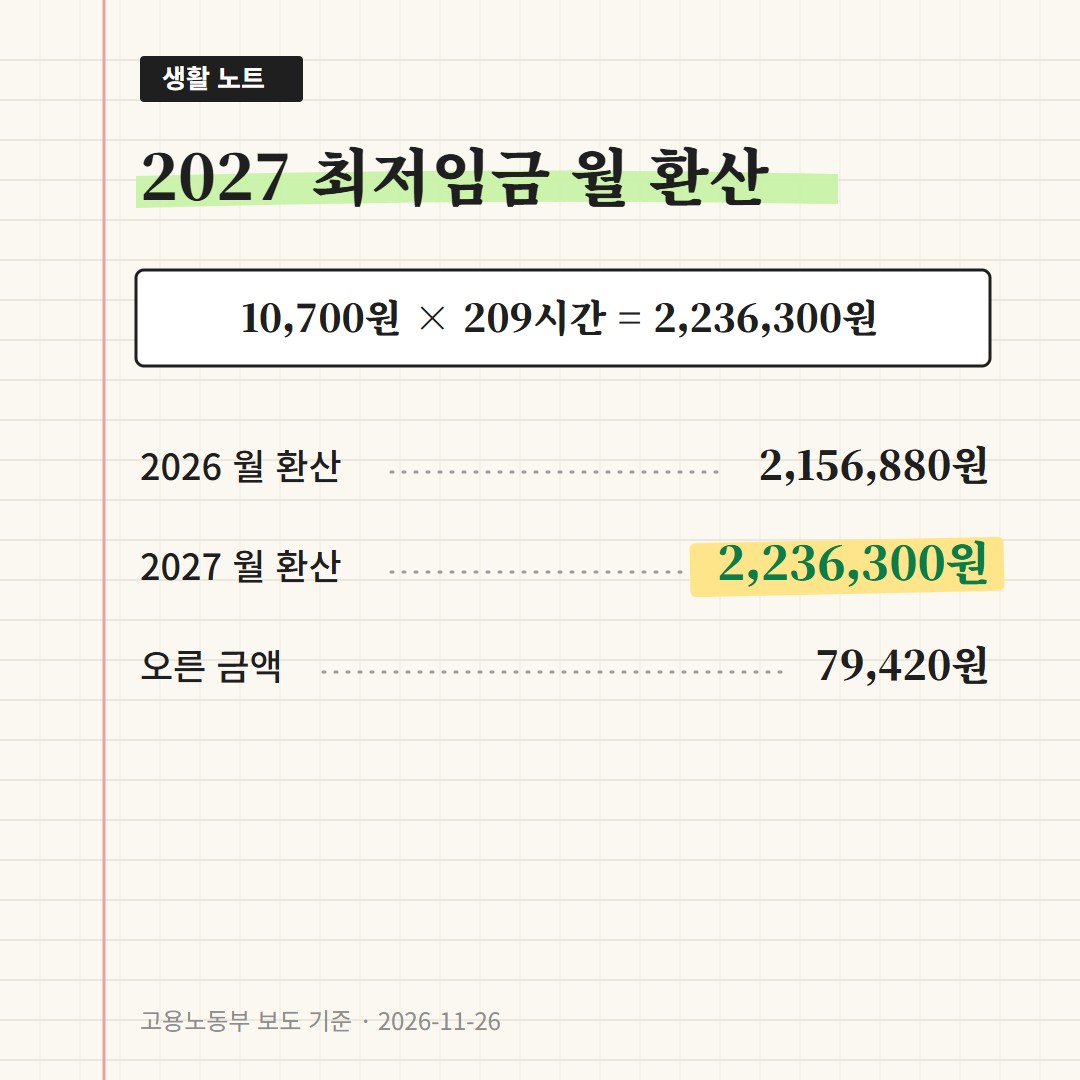 생활 노트
2027 최저임금 월 환산
10,700원 × 209시간 = 2,236,300원
2026 월 환산 2,156,880원
2027 월 환산 2,236,300원
오른 금액 79,420원
고용노동부 보도 기준 · 2026-11-26